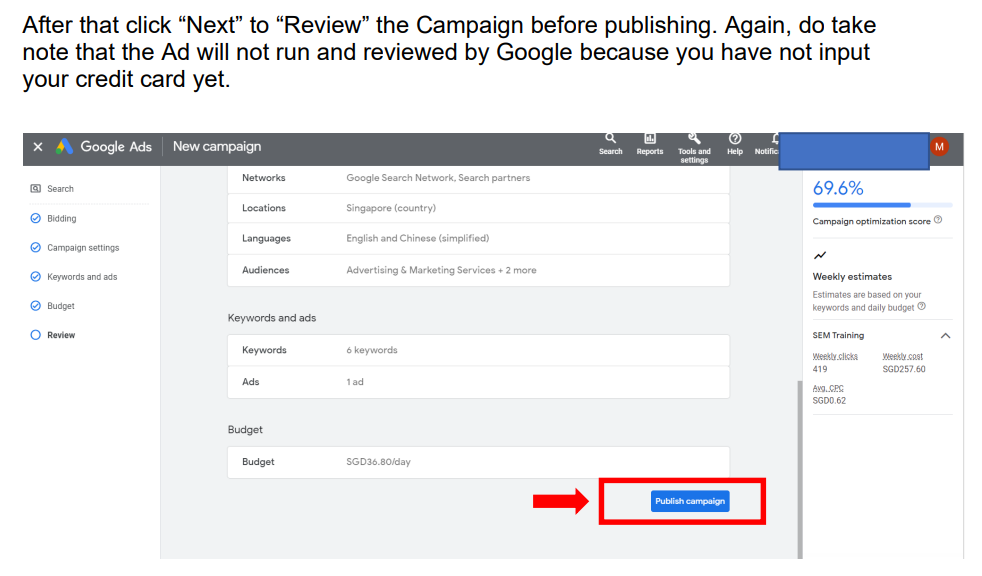 After that click “Next” to “Review” the Campaign before publishing. Again, do take
note that the Ad will not run and reviewed by Google because you have not input
your credit card yet.
Google Ads
New campaign
Search
Reports
Tools and
settings
Help
M
Search
Bidding
Campaign settings
Keywords and ads
Budget
Review
Networks
Google Search Network, Search partners
Locations
Singapore (country)
Languages
English and Chinese (simplified)
Audiences
Advertising & Marketing Services + 2 more
Keywords and ads
Keywords
6 keywords
Ads
1 ad
Budget
Budget
SGD36.80/day
Publish campaign
69.6%
Campaign optimization score
Weekly estimates
Estimates are based on your
keywords and daily budget
SEM Training
Weekly clicks
Weekly cost
419
SGD257.60
Avg. CPC
SGD0.62